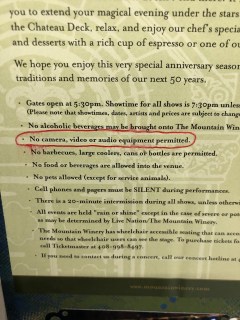 you to extend your magical evening under the stars
the Chateau Deck, relax, and enjoy our chef's specia
and desserts with a rich cup of espresso or one of ou
We hope you enjoy this very special anniversary season
traditions and memories of our next 50 years.
· Gates open at 5:30pm. Showtime for all shows is 7:30pm unless
(Please note that showtimes, dates, artists and prices are subject to change
· No alcoholic beverages may be brought onto The Mountain Win
· No camera, video or audio equipment permitted.
· No barbecues, large coolers, cans or bottles are permitted.
· No food or beverages are allowed into the venue.
· No pets allowed (except for service animals).
· Cell phones and pagers must be SILENT during performances.
· There is a 20-minute intermission during all shows, unless otherwis
· All events are held "rain or shine" except in the case of severe or pat
as may be determined by Live Nation/The Mountain Winery.
· The Mountain Winery has wheelchair accessible seating that can accom
needs so that wheelchair users can see the stage. To purchase tickets fo
call Ticketmaster at 408-998-8497.
· If you need to contact us during a concert, call our concert hotline at